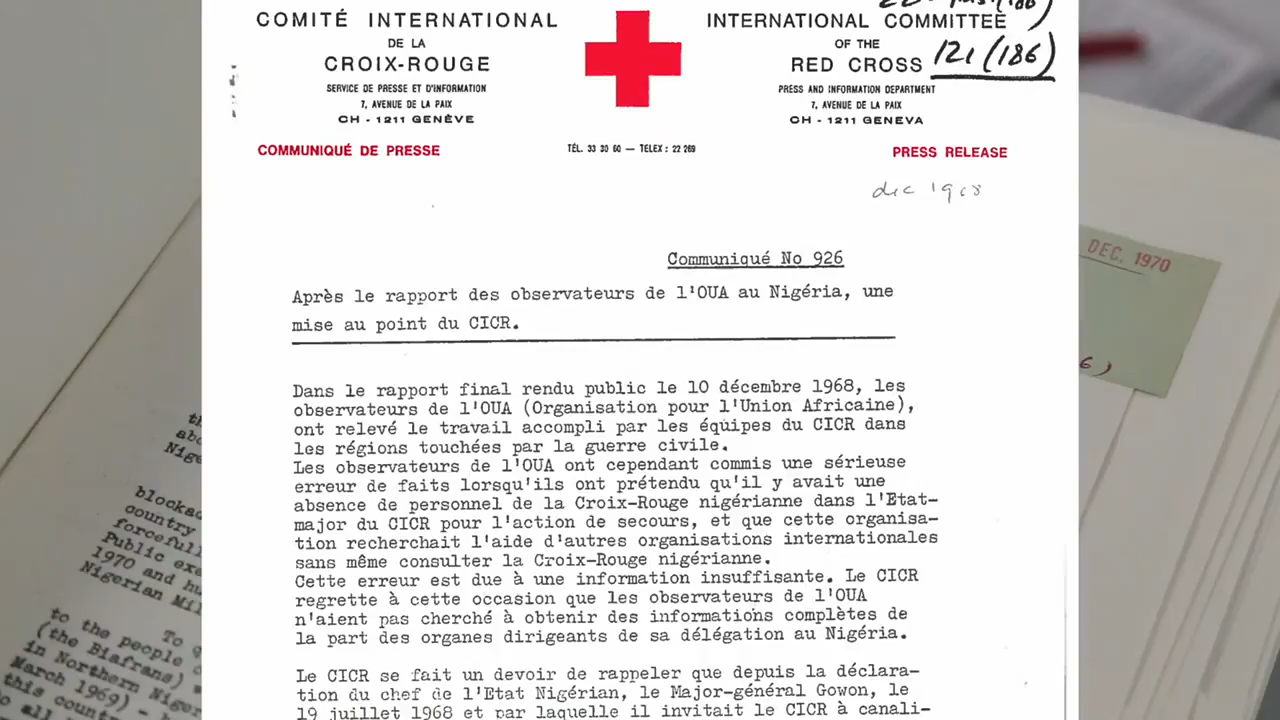 COMITÉ INTERNATIONAL
DE LA
CROIX-ROUGE
SERVICE DE PRESSE ET D'INFORMATION
7, AVENUE DE LA PAIX
CH - 1211 GENÈVE
INTERNATIONAL COMMITTEE
OF THE
RED CROSS 121 (186)
PRESS AND INFORMATION DEPARTMENT
7, AVENUE DE LA PAIX
CH - 1211 GENEVA
COMMUNIQUÉ DE PRESSE
TÉL. 33 30 60 — TELEX : 22 269
PRESS RELEASE
dec 1968
Communiqué No 926
Après le rapport des observateurs de l'OUA au Nigéria, une
mise au point du CICR.
Dans le rapport final rendu public le 10 décembre 1968, les
observateurs de l'OUA (Organisation pour l'Union Africaine),
ont relevé le travail accompli par les équipes du CICR dans
les régions touchées par la guerre civile.
Les observateurs de l'OUA ont cependant commis une sérieuse
erreur de faits lorsqu'ils ont prétendu qu'il y avait une
absence de personnel de la Croix-Rouge nigérianne dans l'Etat-
major du CICR pour l'action de secours, et que cette organisa-
tion recherchait l'aide d'autres organisations internationales
sans même consulter la Croix-Rouge nigérianne.
Cette erreur est due à une information insuffisante. Le CICR
regrette à cette occasion que les observateurs de l'OUA
n'aient pas cherché à obtenir des informations complètes de
la part des organes dirigeants de sa délégation au Nigéria.
Le CICR se fait un devoir de rappeler que depuis la déclara-
tion du chef de l'Etat Nigérian, le Major-général Gowon, le
19 juillet 1968 et par laquelle il invitait le CICR à canali-
DEC. 1970
6)
country
forcefull
1970 and
Nigerian Mil
to the people
(the Biafrans)
in Northern
March 1969)
this